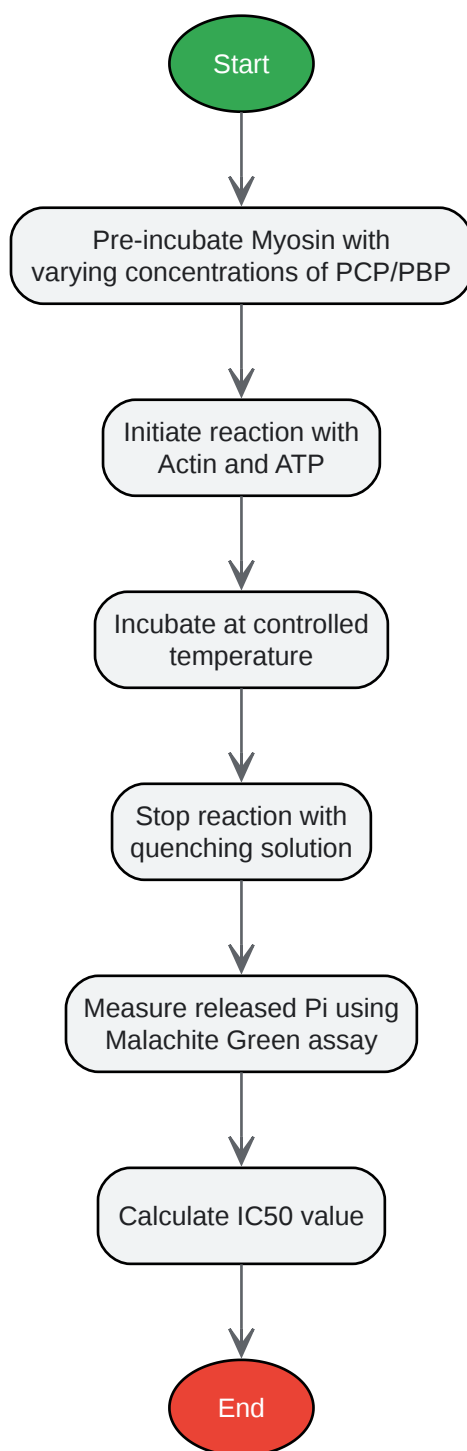 Start
Pre-incubate Myosin with
varying concentrations of PCP/PBP
Initiate reaction with
Actin and ATP
Incubate at controlled
temperature
Stop reaction with
quenching solution
Measure released Pi using
Malachite Green assay
Calculate IC50 value
End